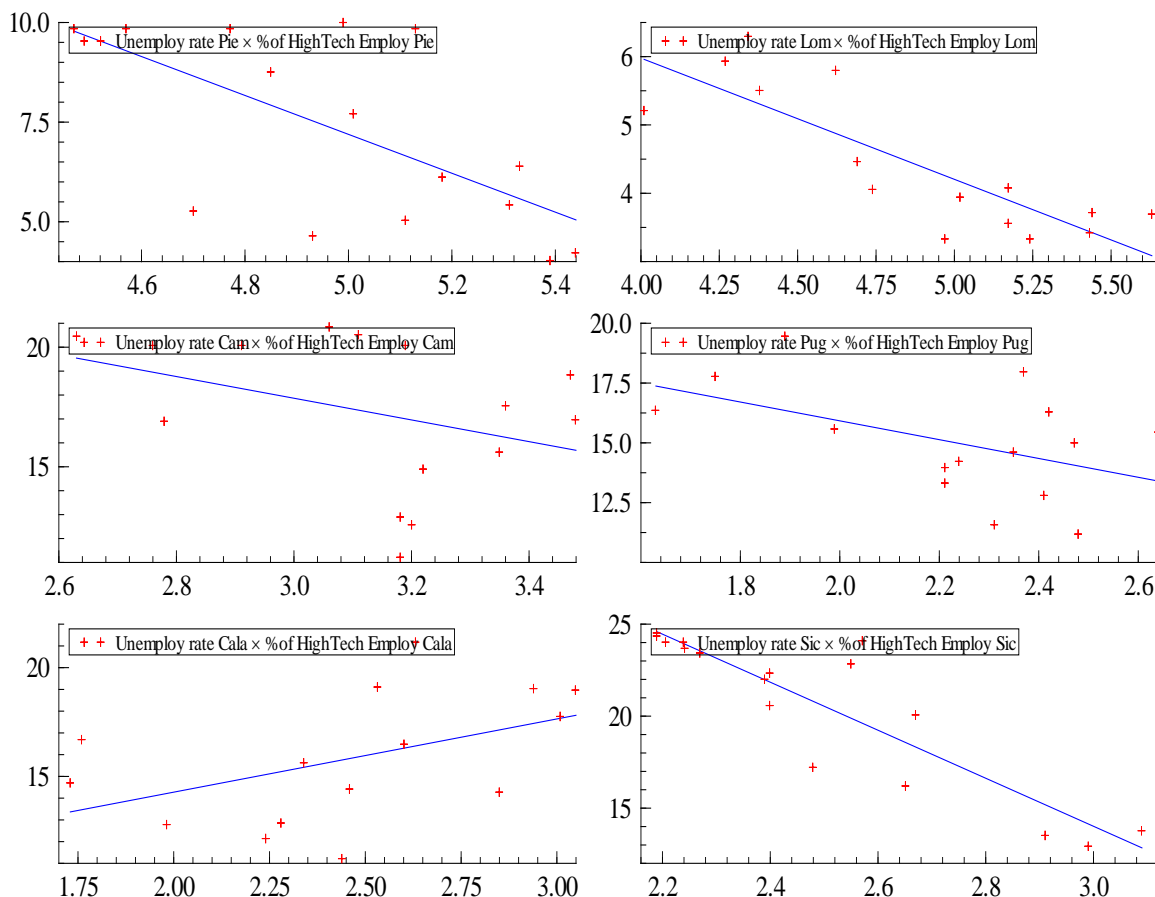 10.0
Unemploy rate Pie × % of HighTech Employ Pie
7.5
5.0
4.6 4.8 5.0 5.2 5.4
Unemploy rate Lom × % of HighTech Employ Lom
6
5
4
4.00 4.25 4.50 4.75 5.00 5.25 5.50
20
Unemploy rate Cam × % of HighTech Employ Cam
15
2.6 2.8 3.0 3.2 3.4
20.0
Unemploy rate Pug × % of HighTech Employ Pug
17.5
15.0
12.5
1.8 2.0 2.2 2.4 2.6
Unemploy rate Cala × % of HighTech Employ Cala
20
15
1.75 2.00 2.25 2.50 2.75 3.00
25
Unemploy rate Sic × % of HighTech Employ Sic
20
15
2.2 2.4 2.6 2.8 3.0